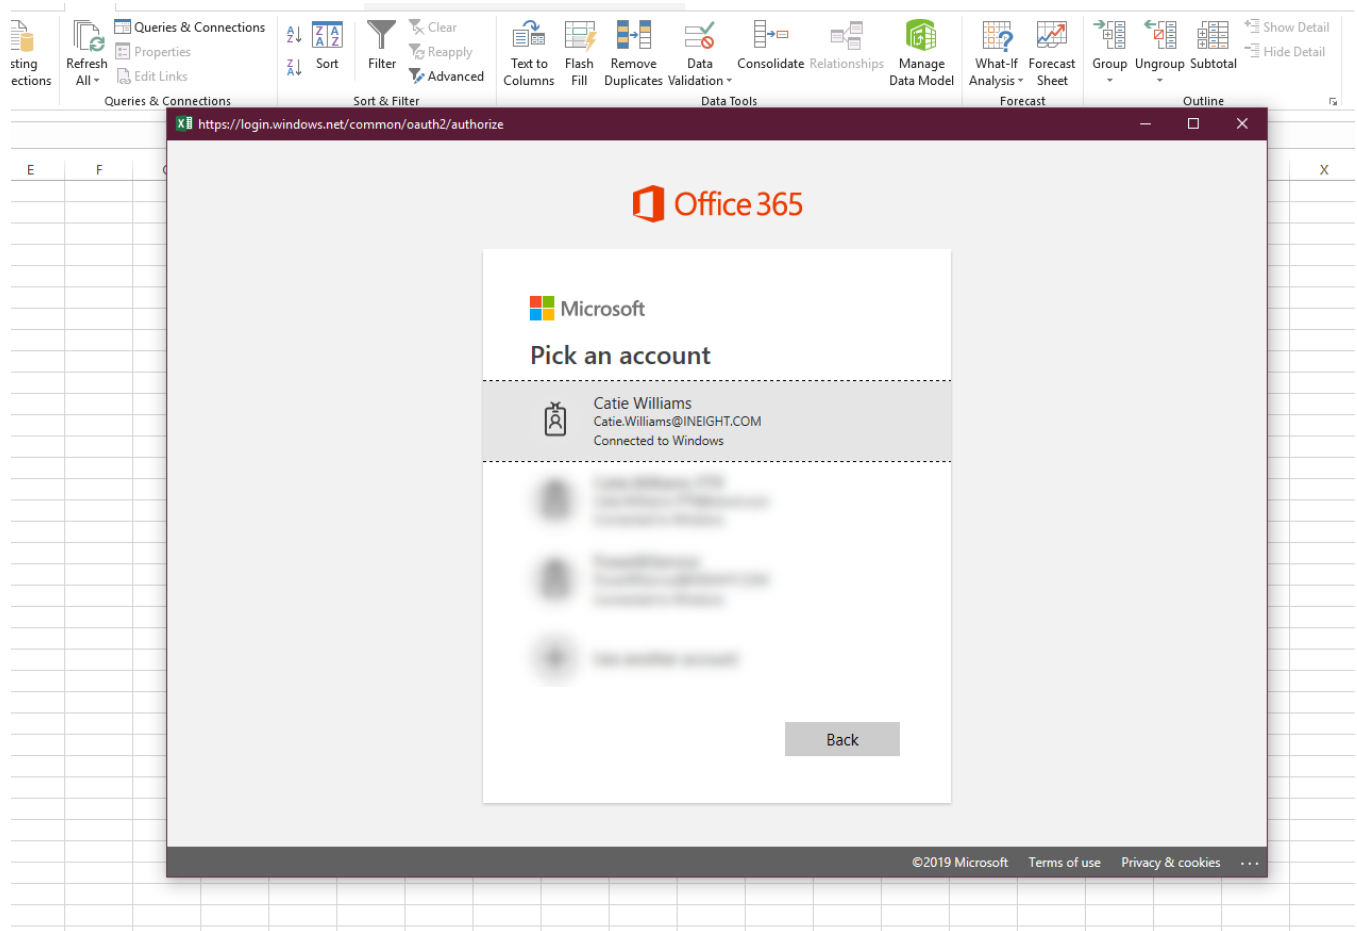 Queries & Connections
Properties
Edit Links
sting
ections
Refresh
All
Queries & Connections
Sort
Filter
Clear
Reapply
Advanced
Sort & Filter
Text to
Columns
Flash
Fill
Remove
Duplicates
Data
Validation
Consolidate
Relationships
Manage
Data Model
Data Tools
What-If
Analysis
Forecast
Sheet
Forecast
Group
Ungroup
Subtotal
Show Detail
Hide Detail
Outline
https://login.windows.net/common/oauth2/authorize
E F X
Office 365
Microsoft
Pick an account
Catie Williams
Catie.Williams@INEIGHT.COM
Connected to Windows
Back
©2019 Microsoft Terms of use Privacy & cookies ...